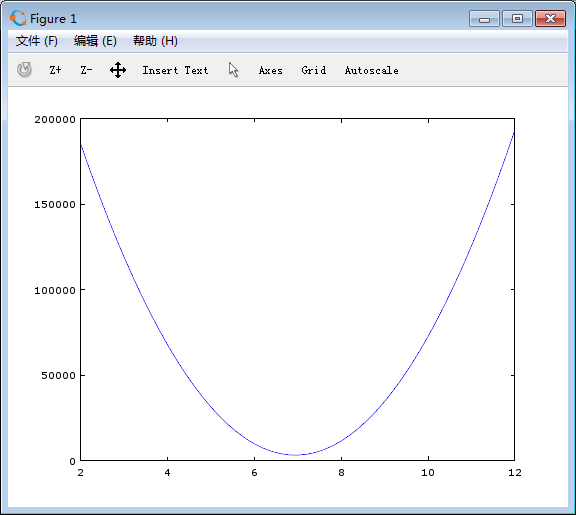 Figure 1
文件 (F) 编辑 (E) 帮助 (H)
Z+ Z- Insert Text Axes Grid Autoscale
200000
150000
100000
50000
0
2 4 6 8 10 12